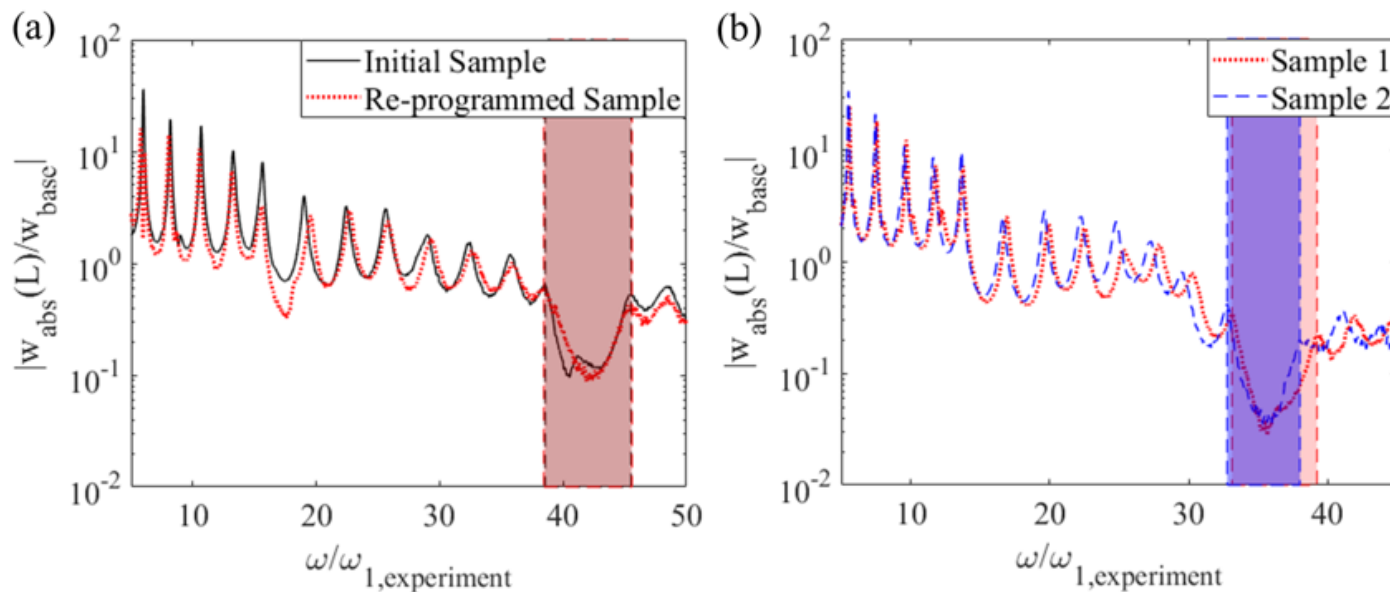 (a)
10^2
10^1
10^0
10^-1
10^-2
|w_abs(L)/w_base|
Initial Sample
Re-programmed Sample
10
20
30
40
50
ω/ω_1,experiment
(b)
10^2
10^1
10^0
10^-1
10^-2
|w_abs(L)/w_base|
Sample 1
Sample 2
10
20
30
40
ω/ω_1,experiment